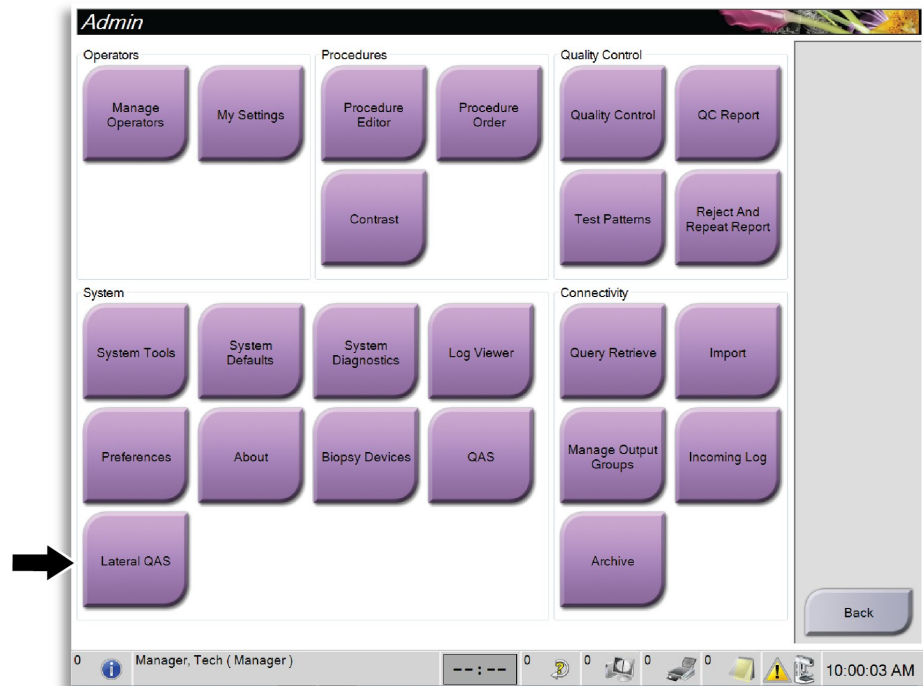 Admin
Operators
Manage
Operators
My Settings
Procedures
Procedure
Editor
Procedure
Order
Contrast
Quality Control
Quality Control
QC Report
Test Patterns
Reject And
Repeat Report
System
System Tools
System
Defaults
System
Diagnostics
Log Viewer
Preferences
About
Biopsy Devices
QAS
Lateral QAS
Connectivity
Query Retrieve
Import
Manage Output
Groups
Incoming Log
Archive
Back
0
Manager, Tech ( Manager )
--:--
0
0
0
0
10:00:03 AM